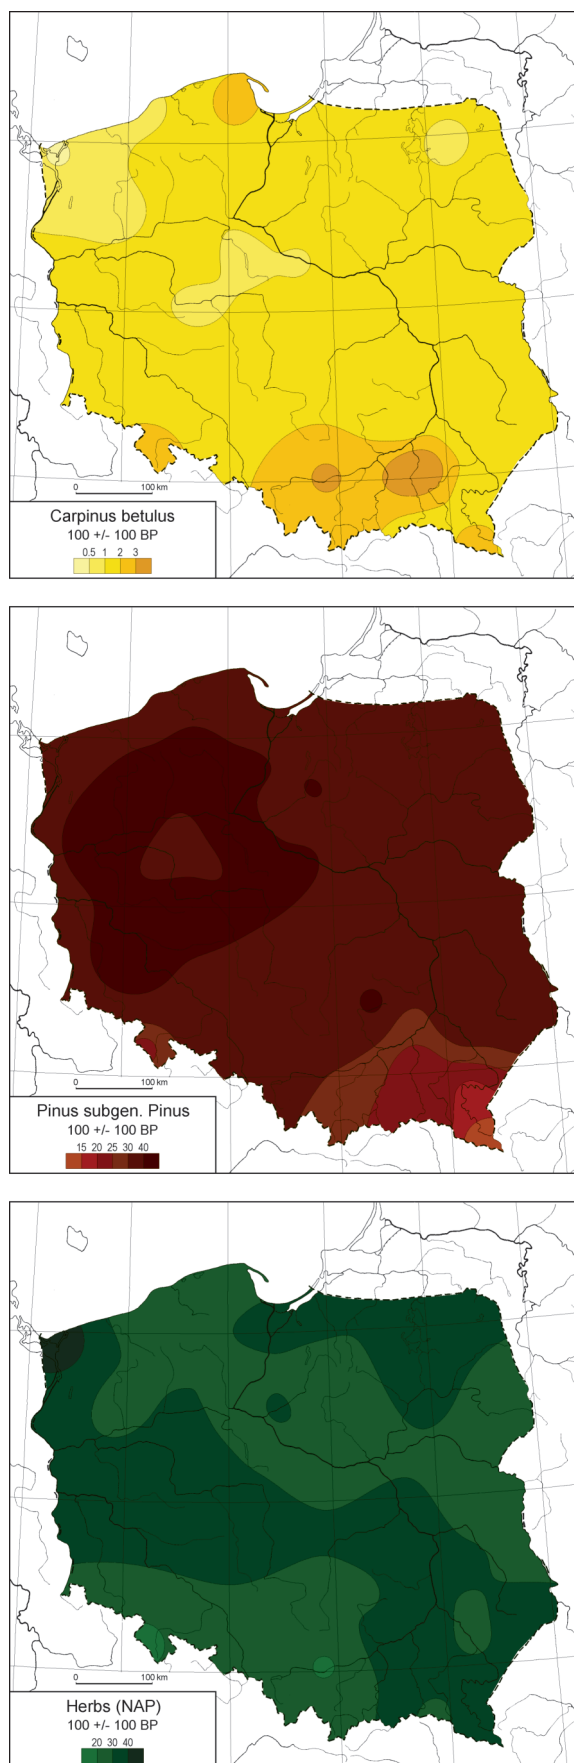 0 100 km
Carpinus betulus
100 +/- 100 BP
0.5 1 2 3
0 100 km
Pinus subgen. Pinus
100 +/- 100 BP
15 20 25 30 40
0 100 km
Herbs (NAP)
100 +/- 100 BP
20 30 40